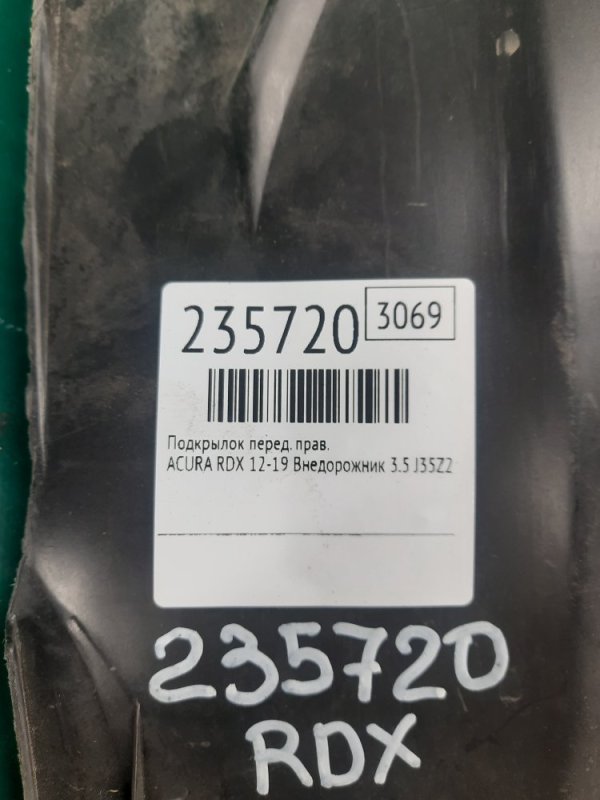 235720 3069
Подкрылок перед. прав.
ACURA RDX 12-19 Внедорожник 3.5 J35Z2
235720
RDX